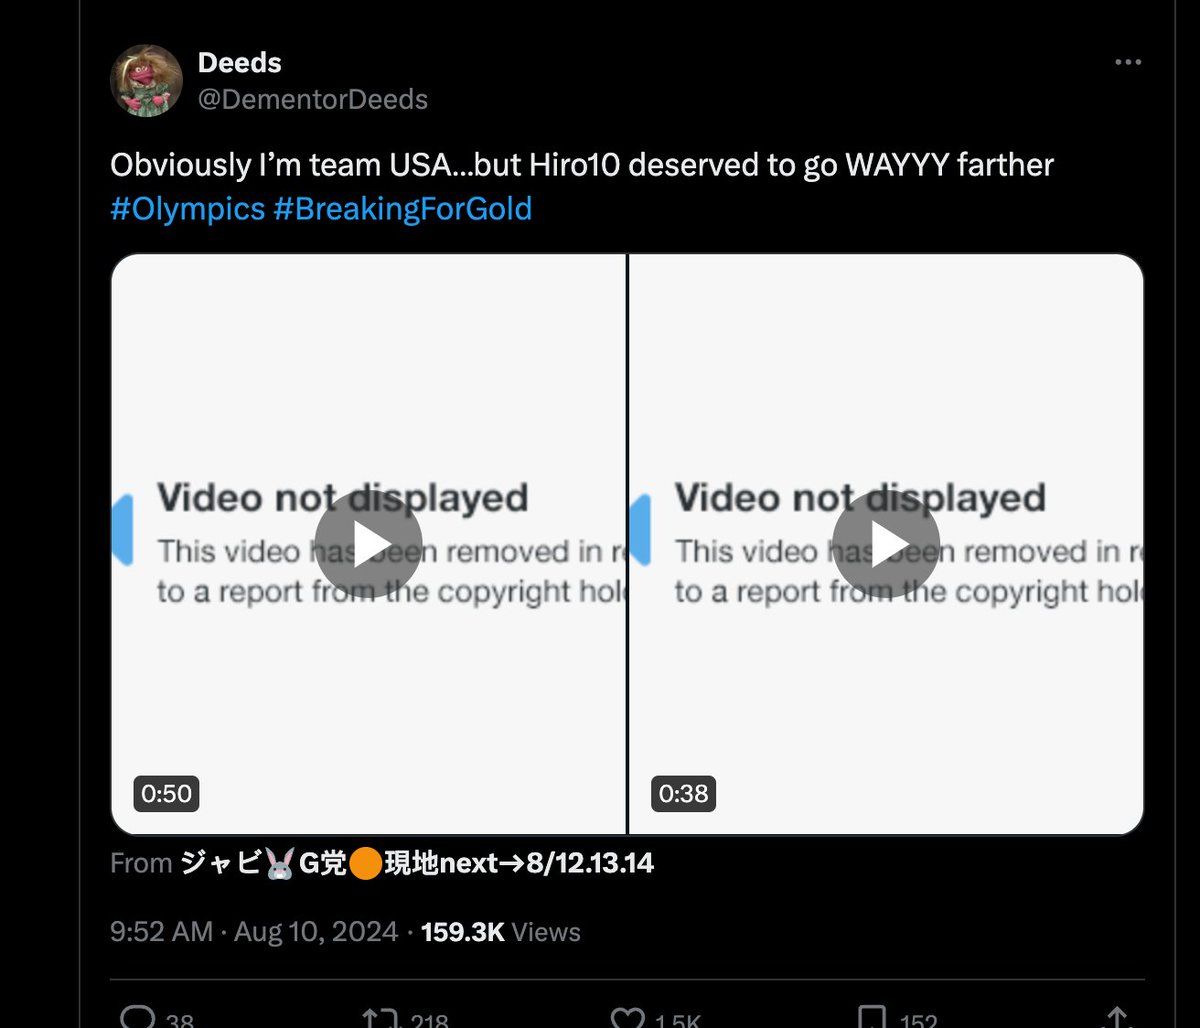 Deeds
@DementorDeeds
Obviously I’m team USA...but Hiro10 deserved to go WAYYY farther
#Olympics #BreakingForGold
Video not displayed
This video has been removed in re
to a report from the copyright hol
0:50
Video not displayed
This video has been removed in re
to a report from the copyright hol
0:38
From ジャビ🐰G党🟠現地next→8/12.13.14
9:52 AM · Aug 10, 2024 · 159.3K Views
38 218 1.5K 152